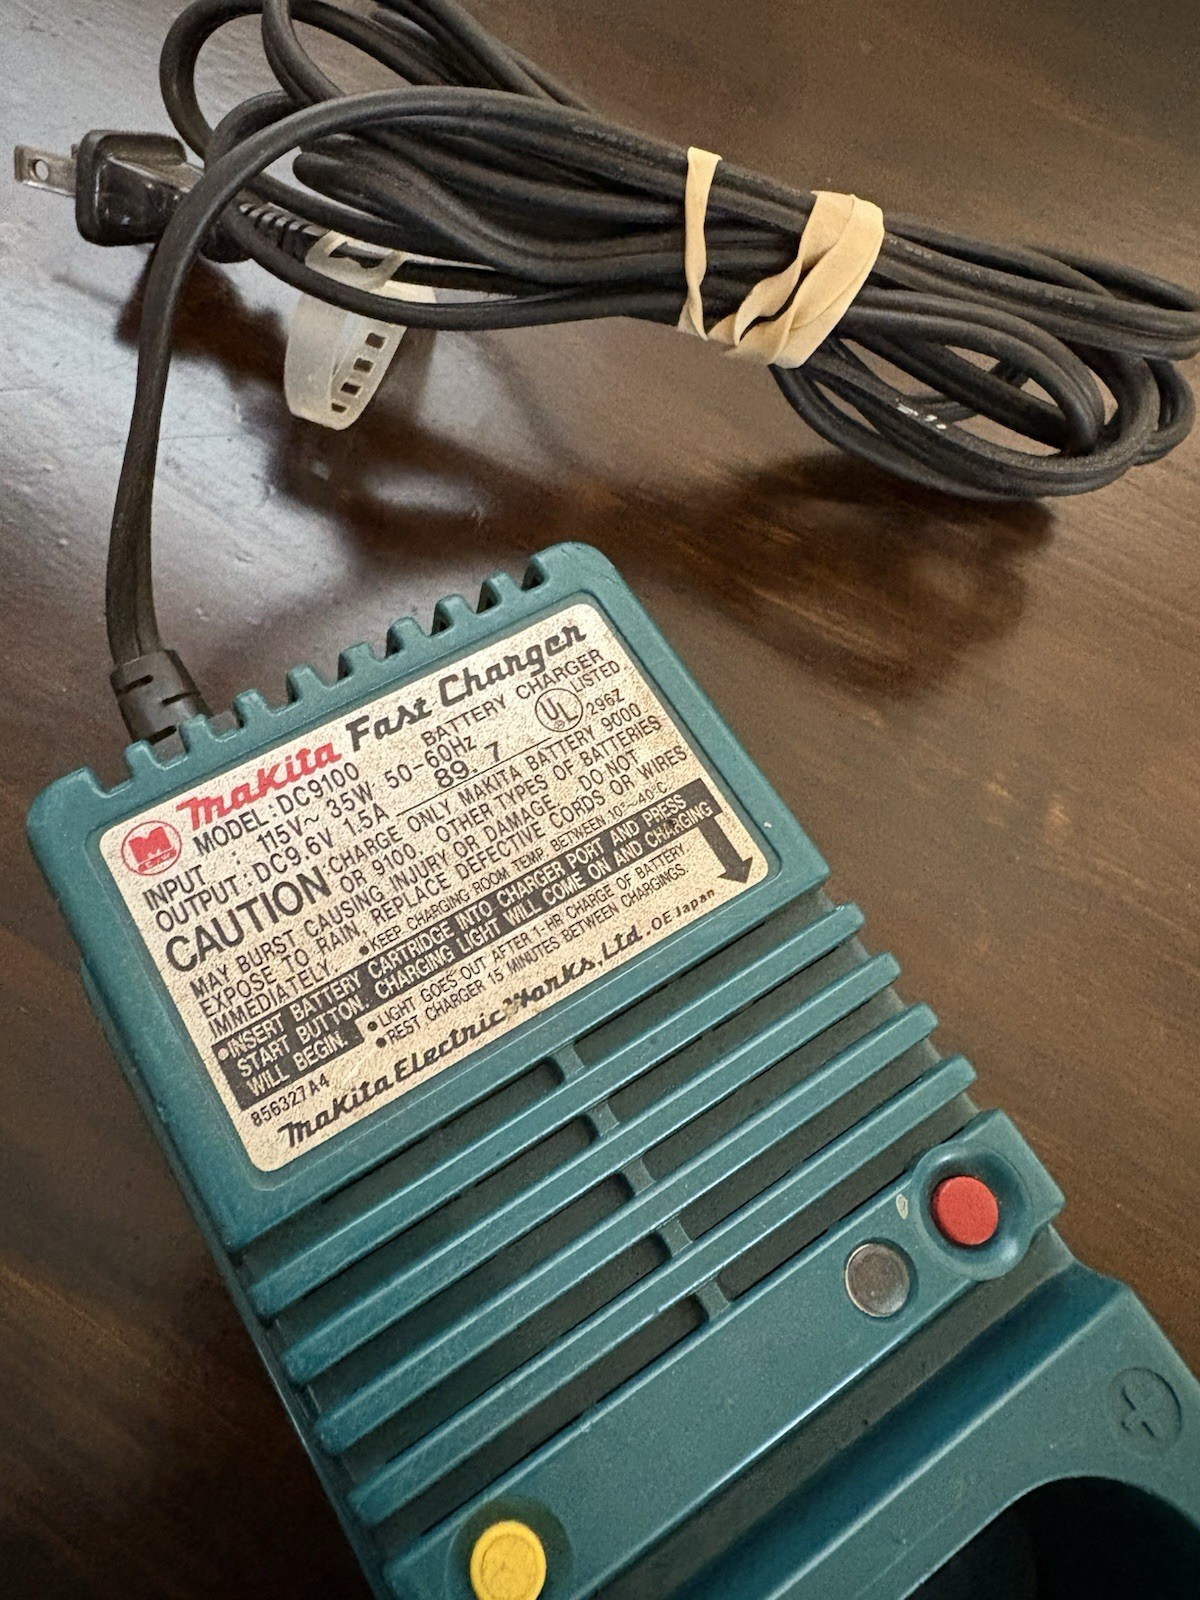 Makita Fast Charger
M
MODEL: DC9100 BATTERY CHARGER
INPUT : 115V~ 35W 50-60Hz
UL® LISTED 296Z
OUTPUT: DC9.6V 1.5A 89. 7
CAUTION: CHARGE ONLY MAKITA BATTERY 9000
OR 9100. OTHER TYPES OF BATTERIES
MAY BURST CAUSING INJURY OR DAMAGE. DO NOT
EXPOSE TO RAIN, REPLACE DEFECTIVE CORDS OR WIRES
IMMEDIATELY. •KEEP CHARGING ROOM TEMP. BETWEEN 10°~40°C.
•INSERT BATTERY CARTRIDGE INTO CHARGER PORT AND PRESS
START BUTTON. CHARGING LIGHT WILL COME ON AND CHARGING
WILL BEGIN. •LIGHT GOES OUT AFTER 1-HR CHARGE OF BATTERY
•REST CHARGER 15 MINUTES BETWEEN CHARGINGS.
856327A4
Makita Electric Works, Ltd. OE Japan
+